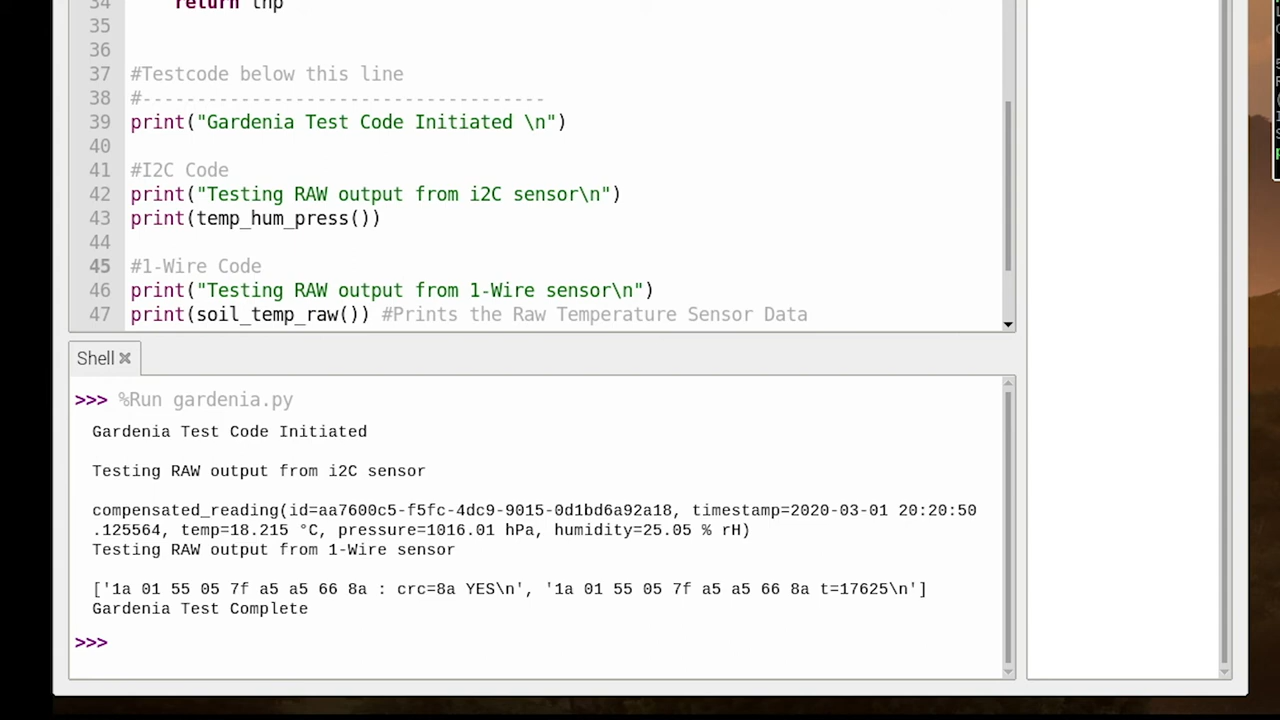 34 return thp
35
36
37 #Testcode below this line
38 #-------------------------------------
39 print("Gardenia Test Code Initiated \n")
40
41 #I2C Code
42 print("Testing RAW output from i2C sensor\n")
43 print(temp_hum_press())
44
45 #1-Wire Code
46 print("Testing RAW output from 1-Wire sensor\n")
47 print(soil_temp_raw()) #Prints the Raw Temperature Sensor Data
Shell
>>> %Run gardenia.py
Gardenia Test Code Initiated
Testing RAW output from i2C sensor
compensated_reading(id=aa7600c5-f5fc-4dc9-9015-0d1bd6a92a18, timestamp=2020-03-01 20:20:50
.125564, temp=18.215 °C, pressure=1016.01 hPa, humidity=25.05 % rH)
Testing RAW output from 1-Wire sensor
['1a 01 55 05 7f a5 a5 66 8a : crc=8a YES\n', '1a 01 55 05 7f a5 a5 66 8a t=17625\n']
Gardenia Test Complete
>>>